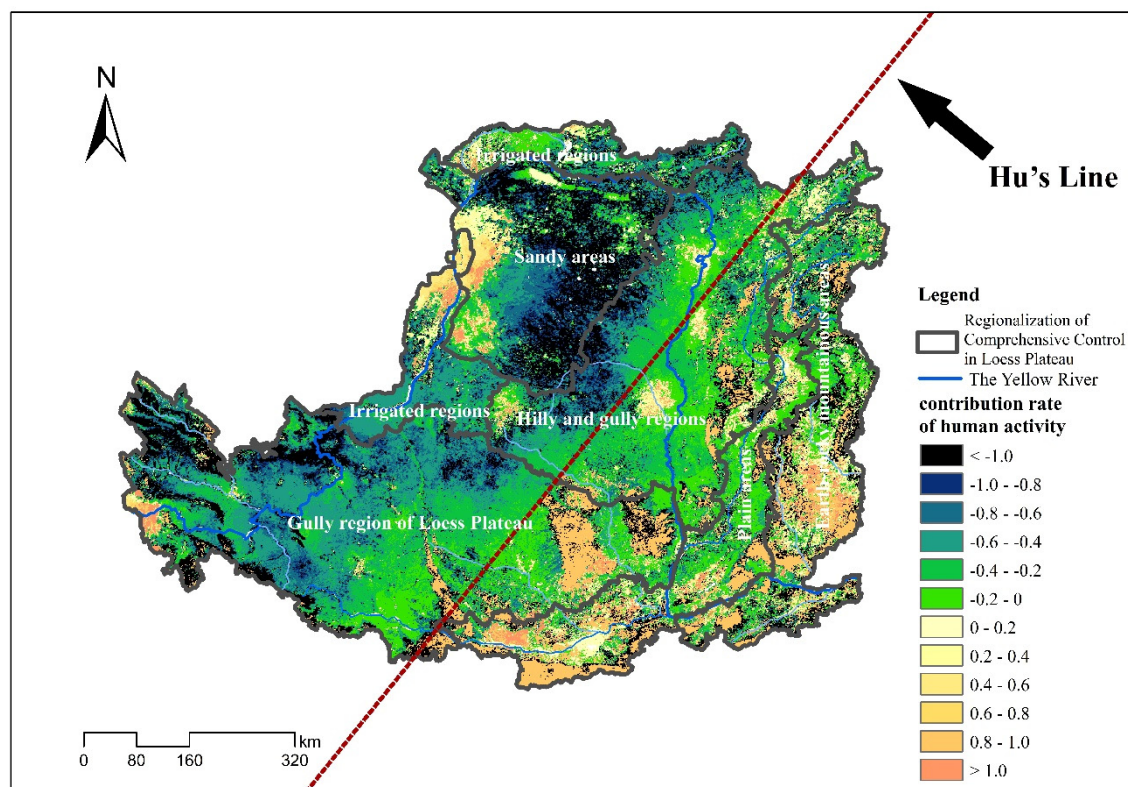 N
Hu's Line
Irrigated regions
Sandy areas
Irrigated regions
Hilly and gully regions
Gully region of Loess Plateau
Plain areas
Earth-rocky mountainous areas
Legend
Regionalization of
Comprehensive Control
in Loess Plateau
The Yellow River
contribution rate
of human activity
< -1.0
-1.0 - -0.8
-0.8 - -0.6
-0.6 - -0.4
-0.4 - -0.2
-0.2 - 0
0 - 0.2
0.2 - 0.4
0.4 - 0.6
0.6 - 0.8
0.8 - 1.0
> 1.0
km
0 80 160 320